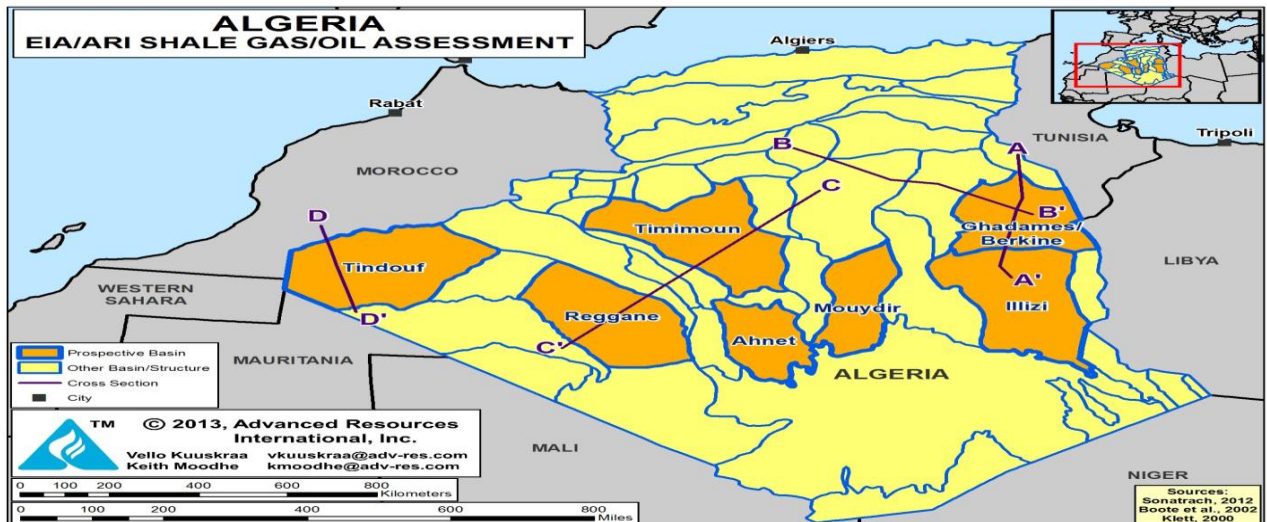 ALGERIA
EIA/ARI SHALE GAS/OIL ASSESSMENT
Algiers
Rabat
TUNISIA
Tripoli
MOROCCO
B
A
C
D
B'
Timimoun
Ghadames/
Berkine
Tindouf
LIBYA
WESTERN
SAHARA
A'
Mouydir
Illizi
D'
Reggane
C'
Ahnet
MAURITANIA
ALGERIA
Prospective Basin
Other Basin/Structure
Cross Section
City
TM
© 2013, Advanced Resources
International, Inc.
Vello Kuuskraa vkuuskraa@adv-res.com
Keith Moodhe kmoodhe@adv-res.com
MALI
NIGER
0 100 200 400 600 800
Kilometers
0 100 200 400 600 800
Miles
Sources:
Sonatrach, 2012
Boote et al., 2002
Klett, 2000